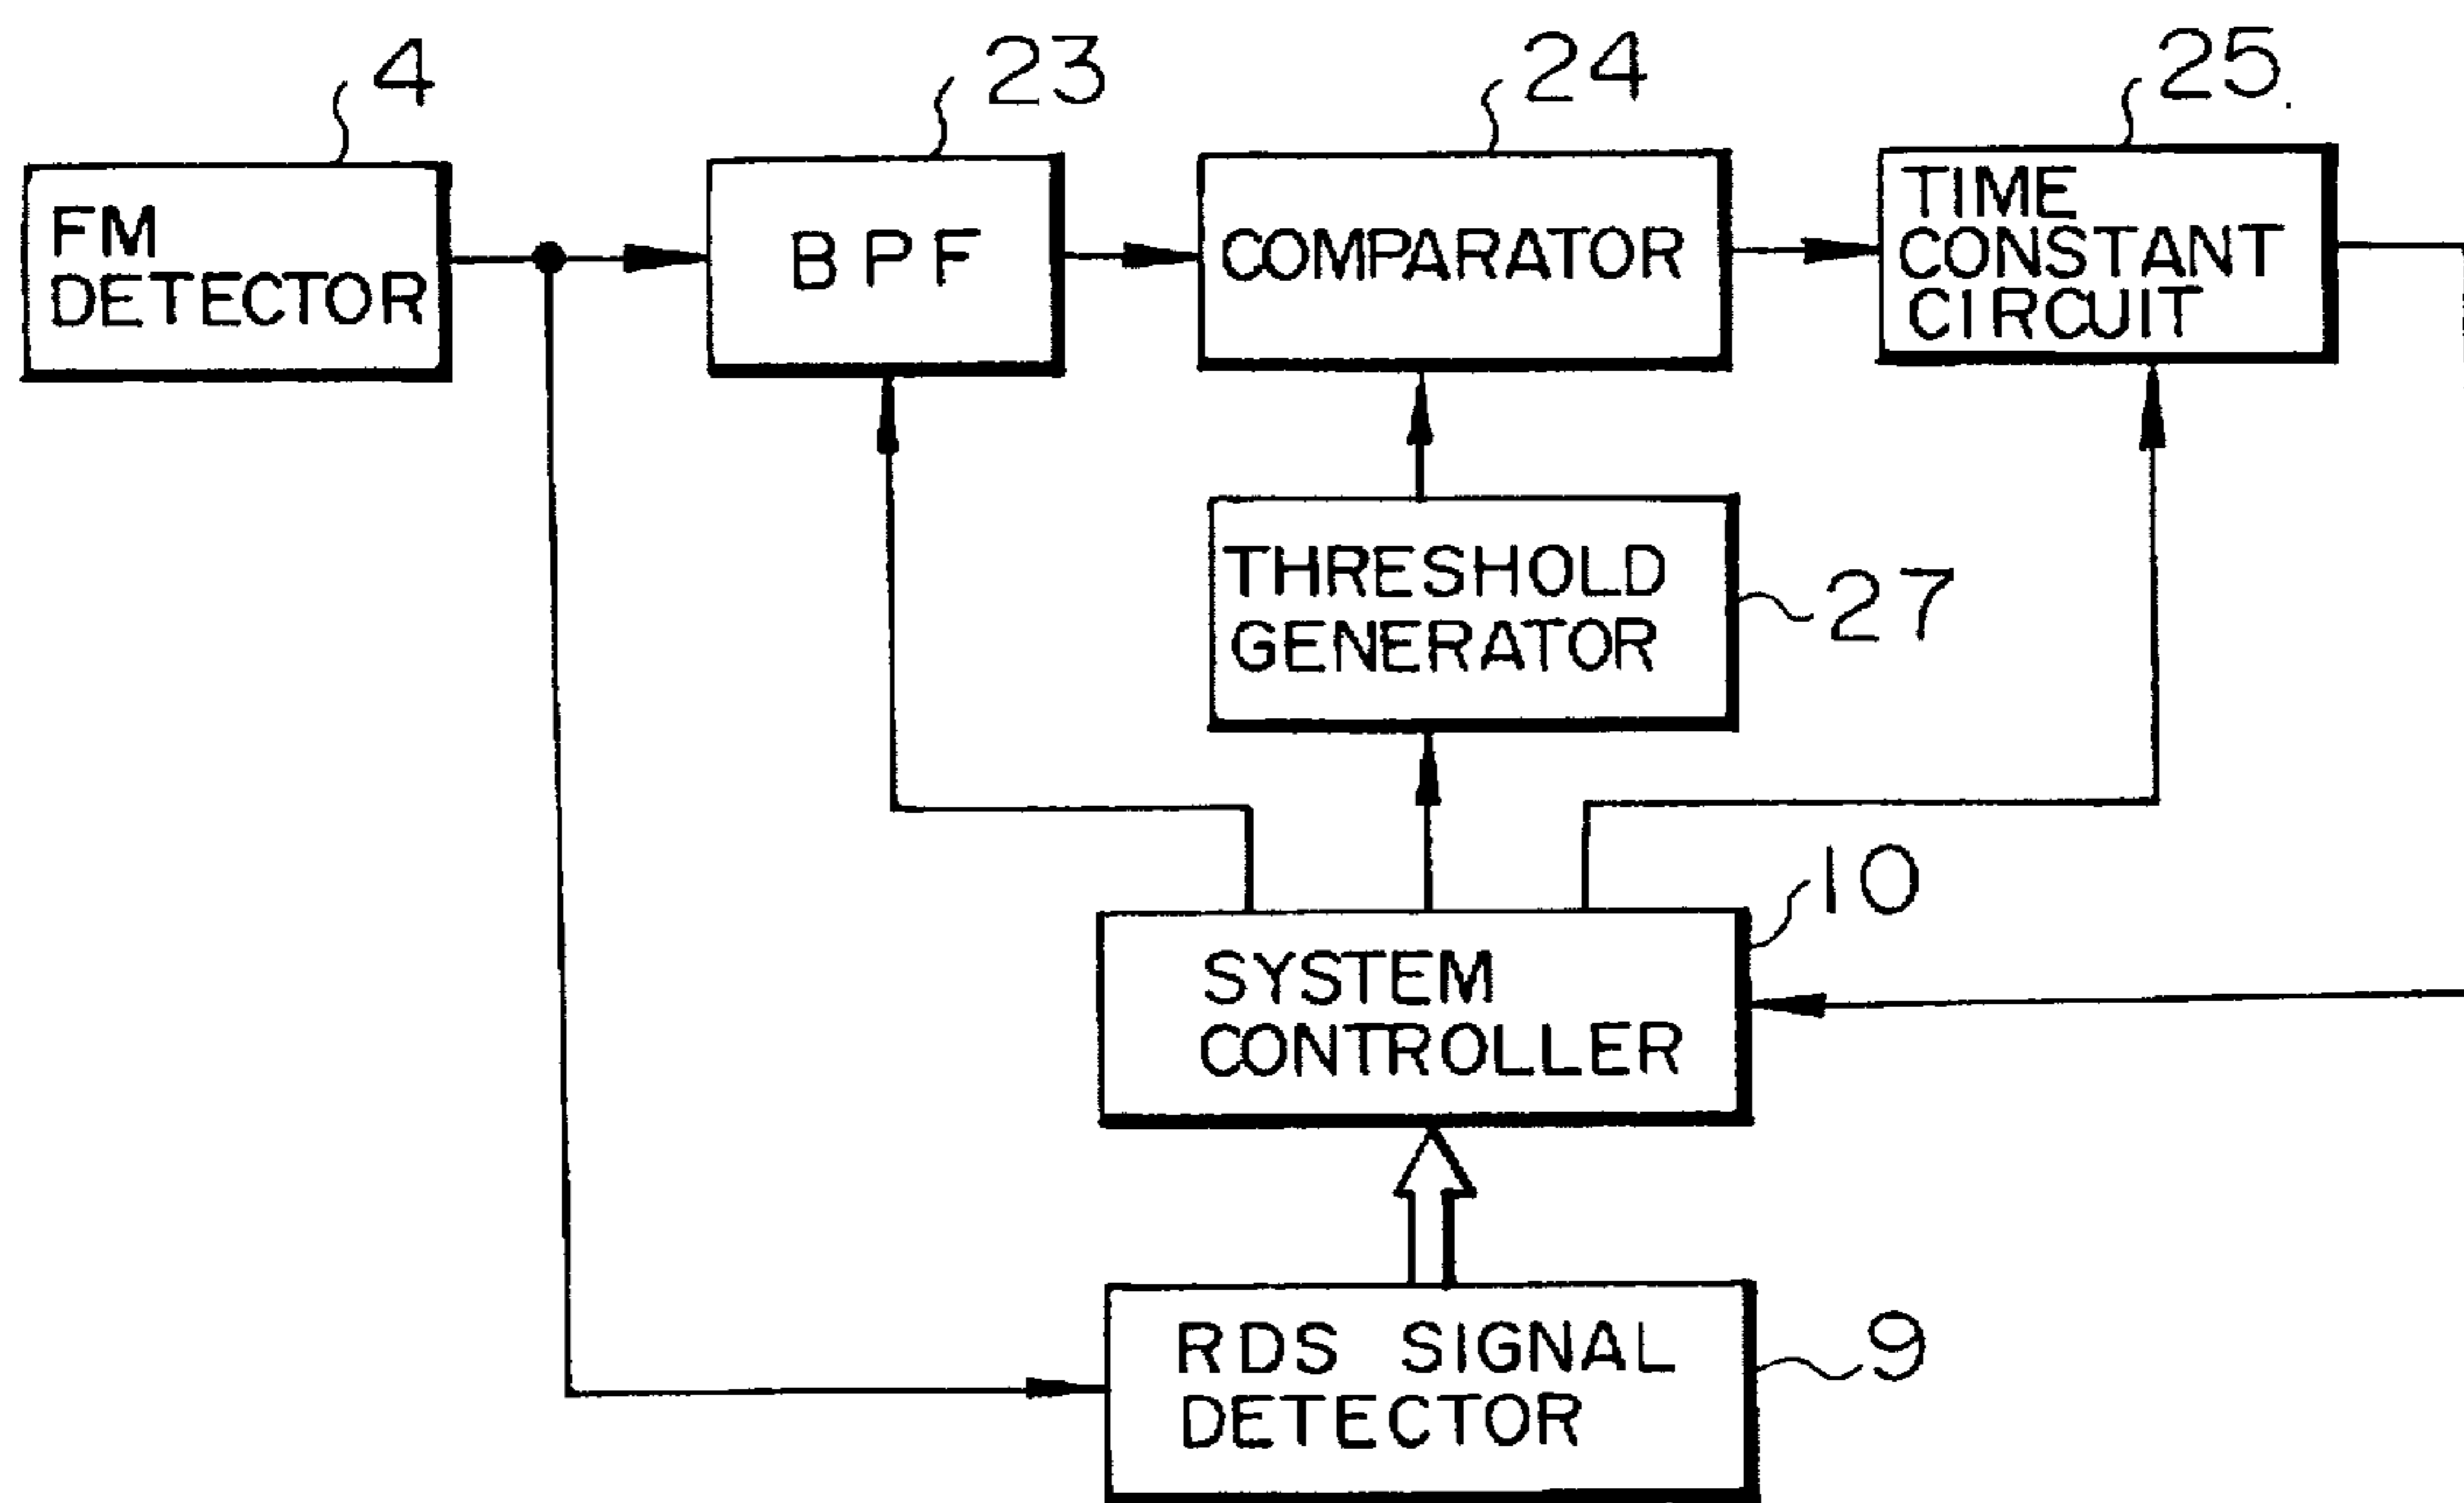 4
23
24
25.
FM
DETECTOR
BPF
COMPARATOR
TIME
CONSTANT
CIRCUIT
THRESHOLD
GENERATOR
27
10
SYSTEM
CONTROLLER
RDS SIGNAL
DETECTOR
9